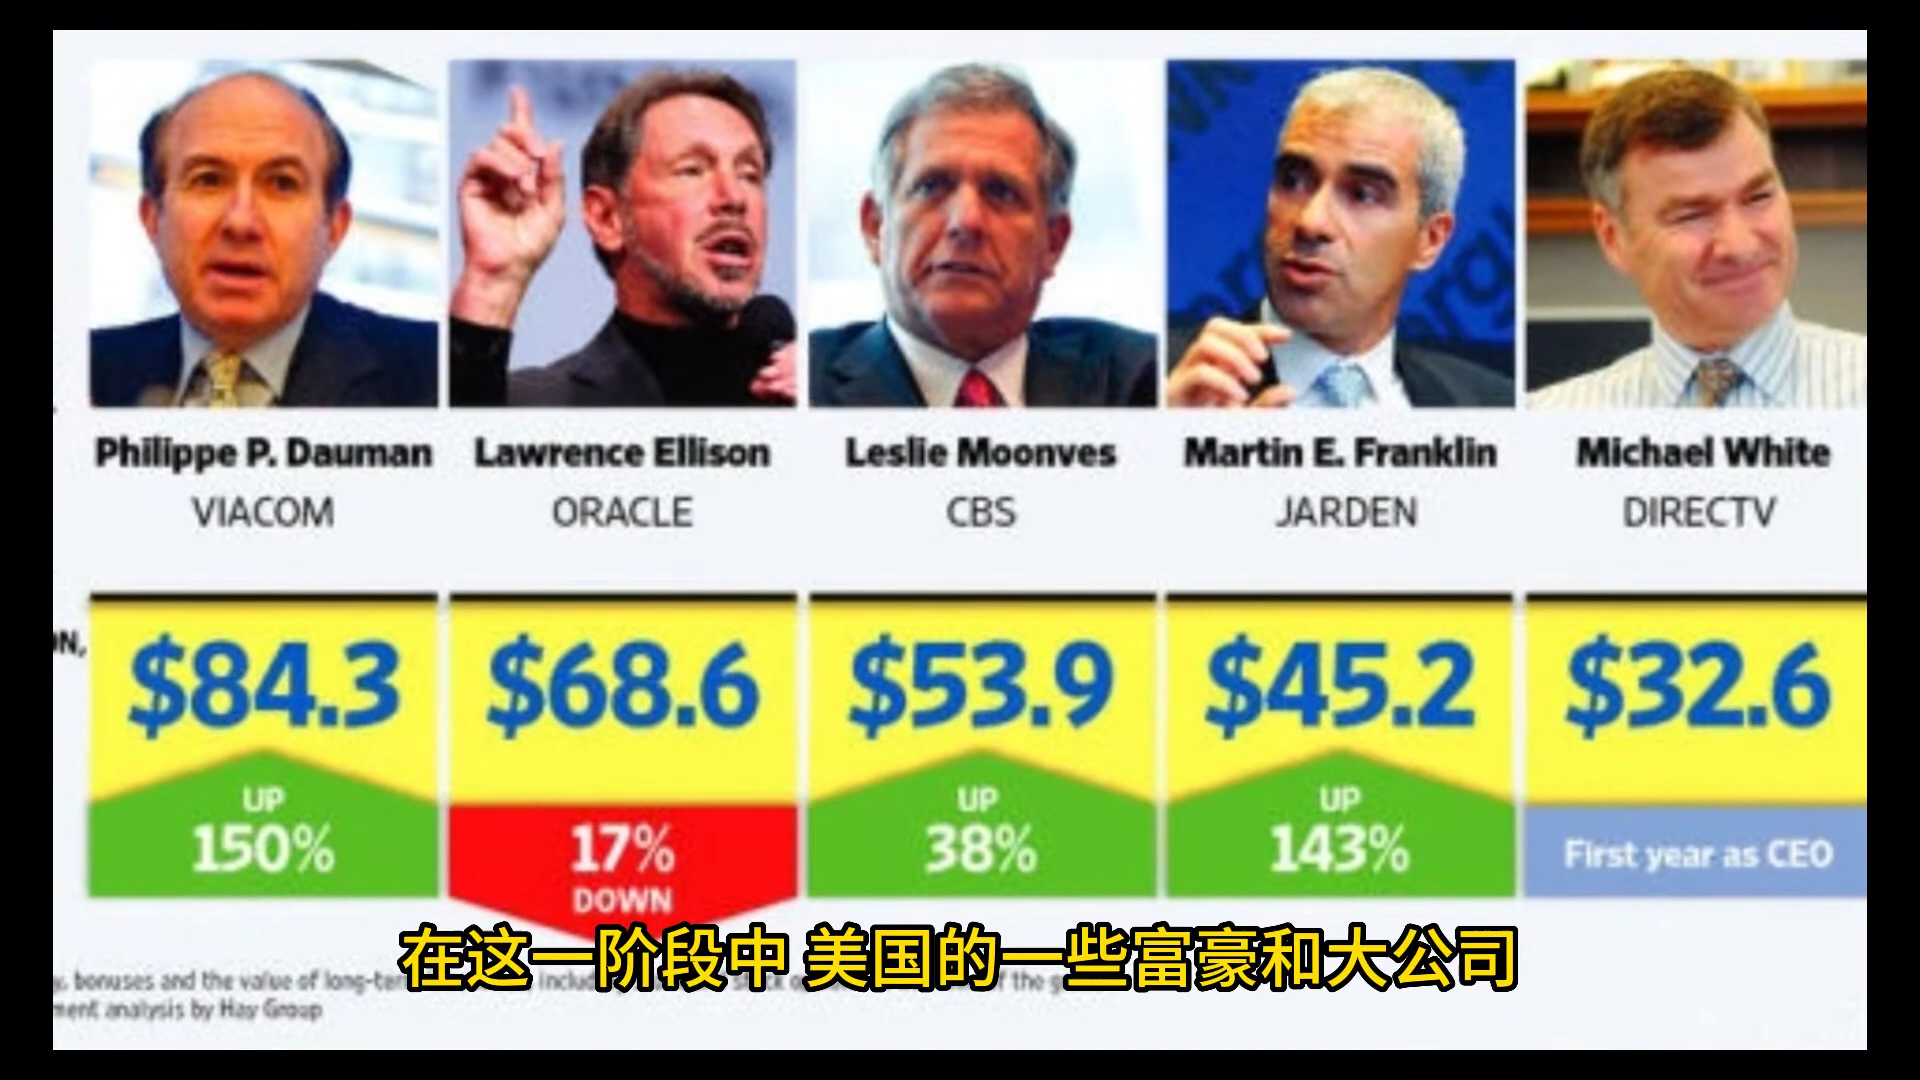 Philippe P. Dauman
VIACOM
Lawrence Ellison
ORACLE
Leslie Moonves
CBS
Martin E. Franklin
JARDEN
Michael White
DIRECTV
$84.3
UP
150%
$68.6
17%
DOWN
$53.9
UP
38%
$45.2
UP
143%
$32.6
First year as CEO
在这一阶段中 美国的一些富豪和大公司
bonuses and the value of long-
of the
analysis by Hay Group